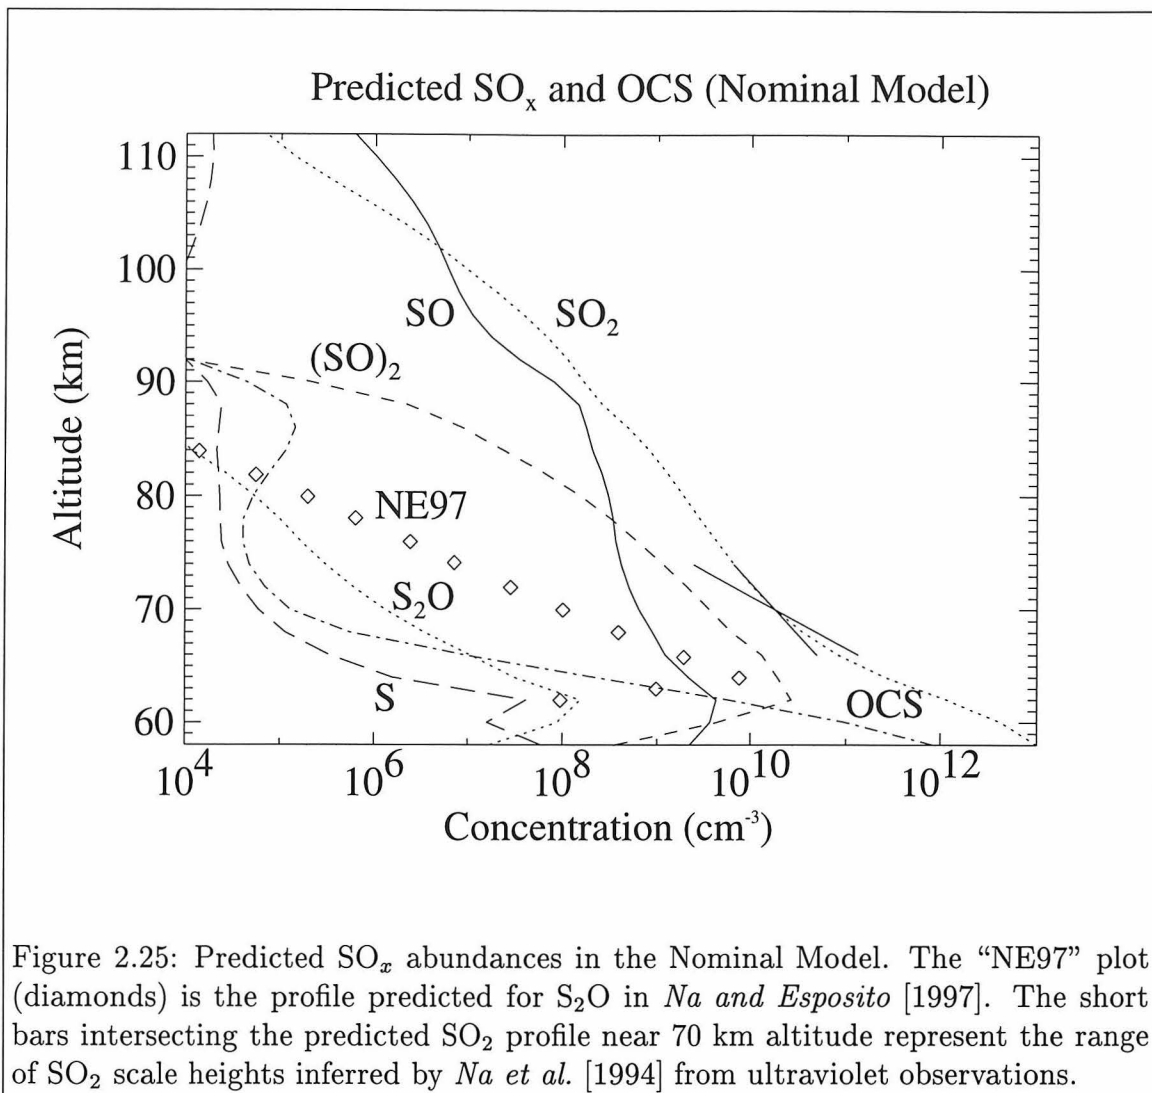 Predicted SOx and OCS (Nominal Model)
110
100
90
80
70
60
Altitude (km)
SO
SO2
(SO)2
NE97
S2O
S
OCS
10^4
10^6
10^8
10^10
10^12
Concentration (cm^-3)
Figure 2.25: Predicted SOx abundances in the Nominal Model. The “NE97” plot
(diamonds) is the profile predicted for S2O in Na and Esposito [1997]. The short
bars intersecting the predicted SO2 profile near 70 km altitude represent the range
of SO2 scale heights inferred by Na et al. [1994] from ultraviolet observations.